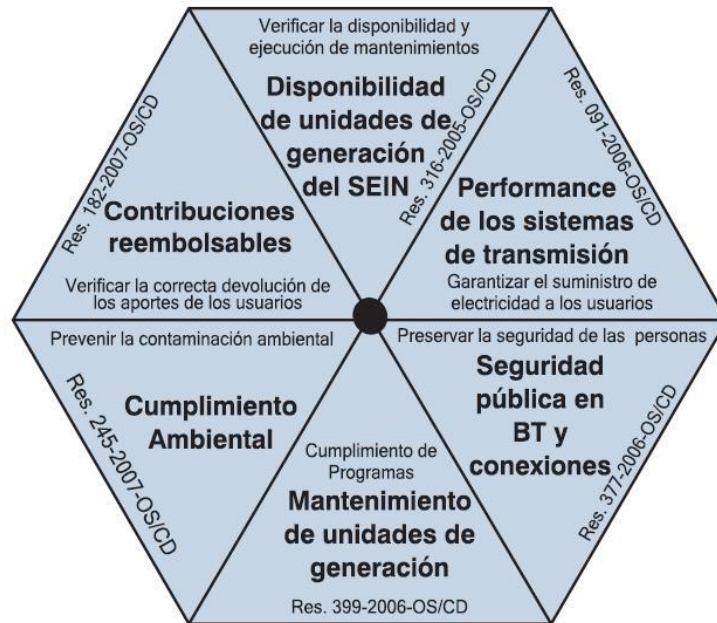 Verificar la disponibilidad y
ejecución de mantenimientos
Disponibilidad
de unidades de
generación
del SEIN
Res. 316-2005-OS/CD
Res. 091-2006-OS/CD
Performance
de los sistemas
de transmisión
Garantizar el suministro de
electricidad a los usuarios
Res. 182-2007-OS/CD
Contribuciones
reembolsables
Verificar la correcta devolución de
los aportes de los usuarios
Prevenir la contaminación ambiental
Cumplimiento
Ambiental
Res. 245-2007-OS/CD
Preservar la seguridad de las personas
Seguridad
pública en
BT y
conexiones
Res. 377-2006-OS/CD
Cumplimiento de
Programas
Mantenimiento
de unidades de
generación
Res. 399-2006-OS/CD